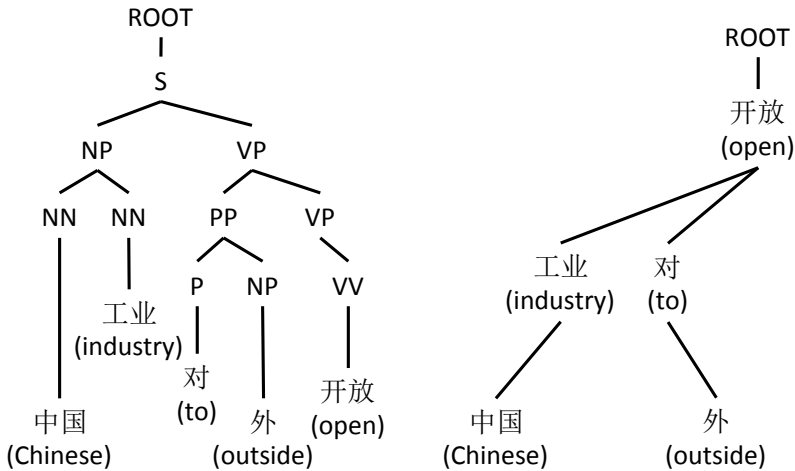 ROOT
S
NP VP
NN NN PP VP
P NP VV
工业
(industry)
对
(to)
开放
(open)
中国
(Chinese)
外
(outside)
ROOT
开放
(open)
工业
(industry)
对
(to)
中国
(Chinese)
外
(outside)